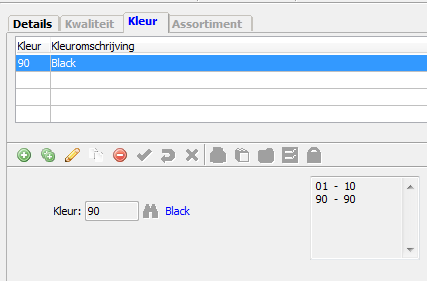 Details Kwaliteit Kleur Assortiment
Kleur Kleuromschrijving
90 Black
01 - 10
90 - 90
Kleur: 90 Black